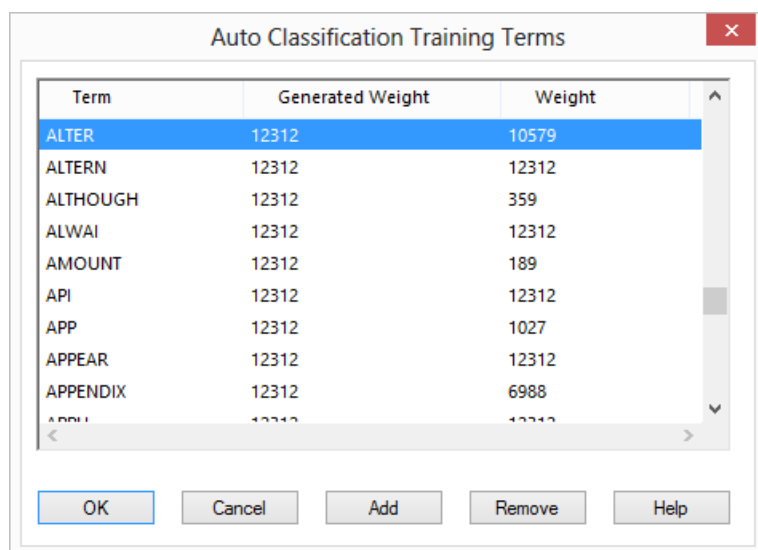 Auto Classification Training Terms
Term Generated Weight Weight
ALTER 12312 10579
ALTERN 12312 12312
ALTHOUGH 12312 359
ALWAI 12312 12312
AMOUNT 12312 189
API 12312 12312
APP 12312 1027
APPEAR 12312 12312
APPENDIX 12312 6988
12312 12312
OK Cancel Add Remove Help